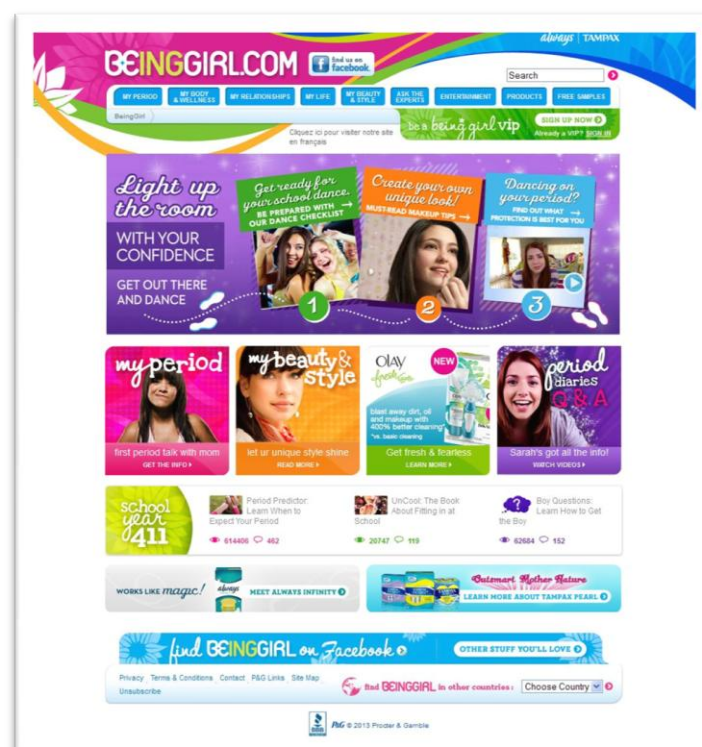 always | TAMPAX
BEINGGIRL.COM
find us on
facebook.
Search
MY PERIOD
MY BODY
& WELLNESS
MY RELATIONSHIPS
MY LIFE
MY BEAUTY
& STYLE
ASK THE
EXPERTS
ENTERTAINMENT
PRODUCTS
FREE SAMPLES
BeingGirl
Cliquez ici pour visiter notre site
en français
be a being girl vip
SIGN UP NOW
Already a VIP? SIGN IN
Light up
the room
WITH YOUR
CONFIDENCE
GET OUT THERE
AND DANCE
Get ready for
your school dance.
BE PREPARED WITH
OUR DANCE CHECKLIST
1
Create your own
unique look!
MUST-READ MAKEUP TIPS
2
Dancing on
your period?
FIND OUT WHAT
PROTECTION IS BEST FOR YOU
3
my period
first period talk with mom
GET THE INFO
my beauty &
style
let ur unique style shine
READ MORE
OLAY
fresh
NEW
blast away dirt, oil
and makeup with
400% better cleaning*
*vs. basic cleaning
Get fresh & fearless
LEARN MORE
period
diaries
Q & A
Sarah's got all the info!
WATCH VIDEOS
school
year
411
Period Predictor:
Learn When to
Expect Your Period
614406 462
UnCool: The Book
About Fitting in at
School
20747 119
Boy Questions:
Learn How to Get
the Boy
62684 152
WORKS LIKE magic.!
always
MEET ALWAYS INFINITY
Outsmart Mother Nature
LEARN MORE ABOUT TAMPAX PEARL
find BEINGGIRL on Facebook
OTHER STUFF YOU'LL LOVE
Privacy Terms & Conditions Contact P&G Links Site Map
Unsubscribe
find BEINGGIRL in other countries:
Choose Country
P&G © 2013 Procter & Gamble